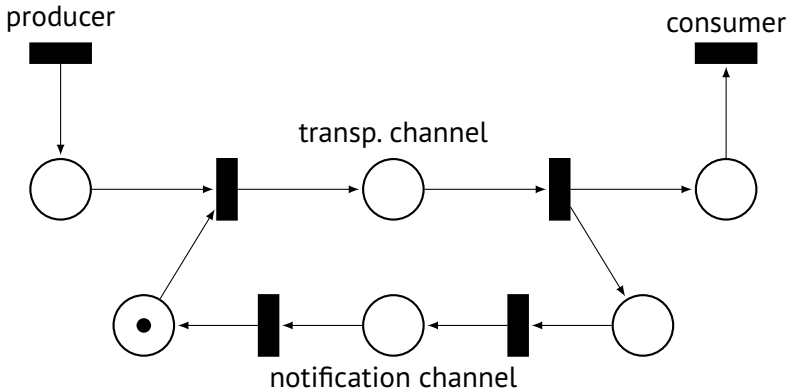 producer
consumer
transp. channel
notification channel